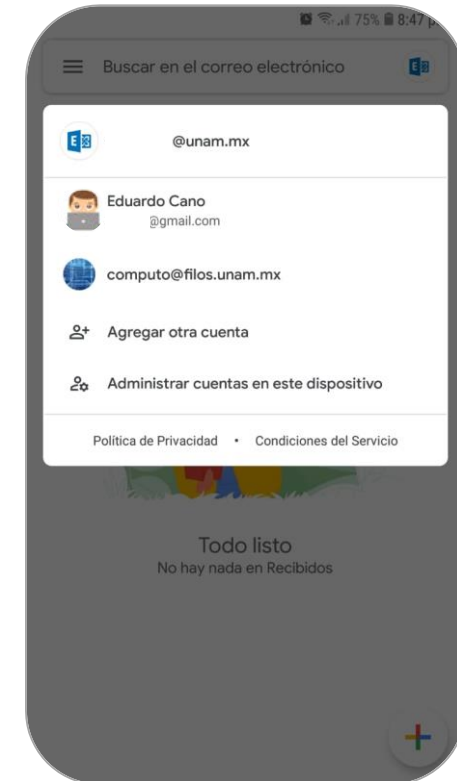 75% 8:47 p.
Buscar en el correo electrónico
E
E
@unam.mx
Eduardo Cano
@gmail.com
computo@filos.unam.mx
Agregar otra cuenta
Administrar cuentas en este dispositivo
Política de Privacidad • Condiciones del Servicio
Todo listo
No hay nada en Recibidos